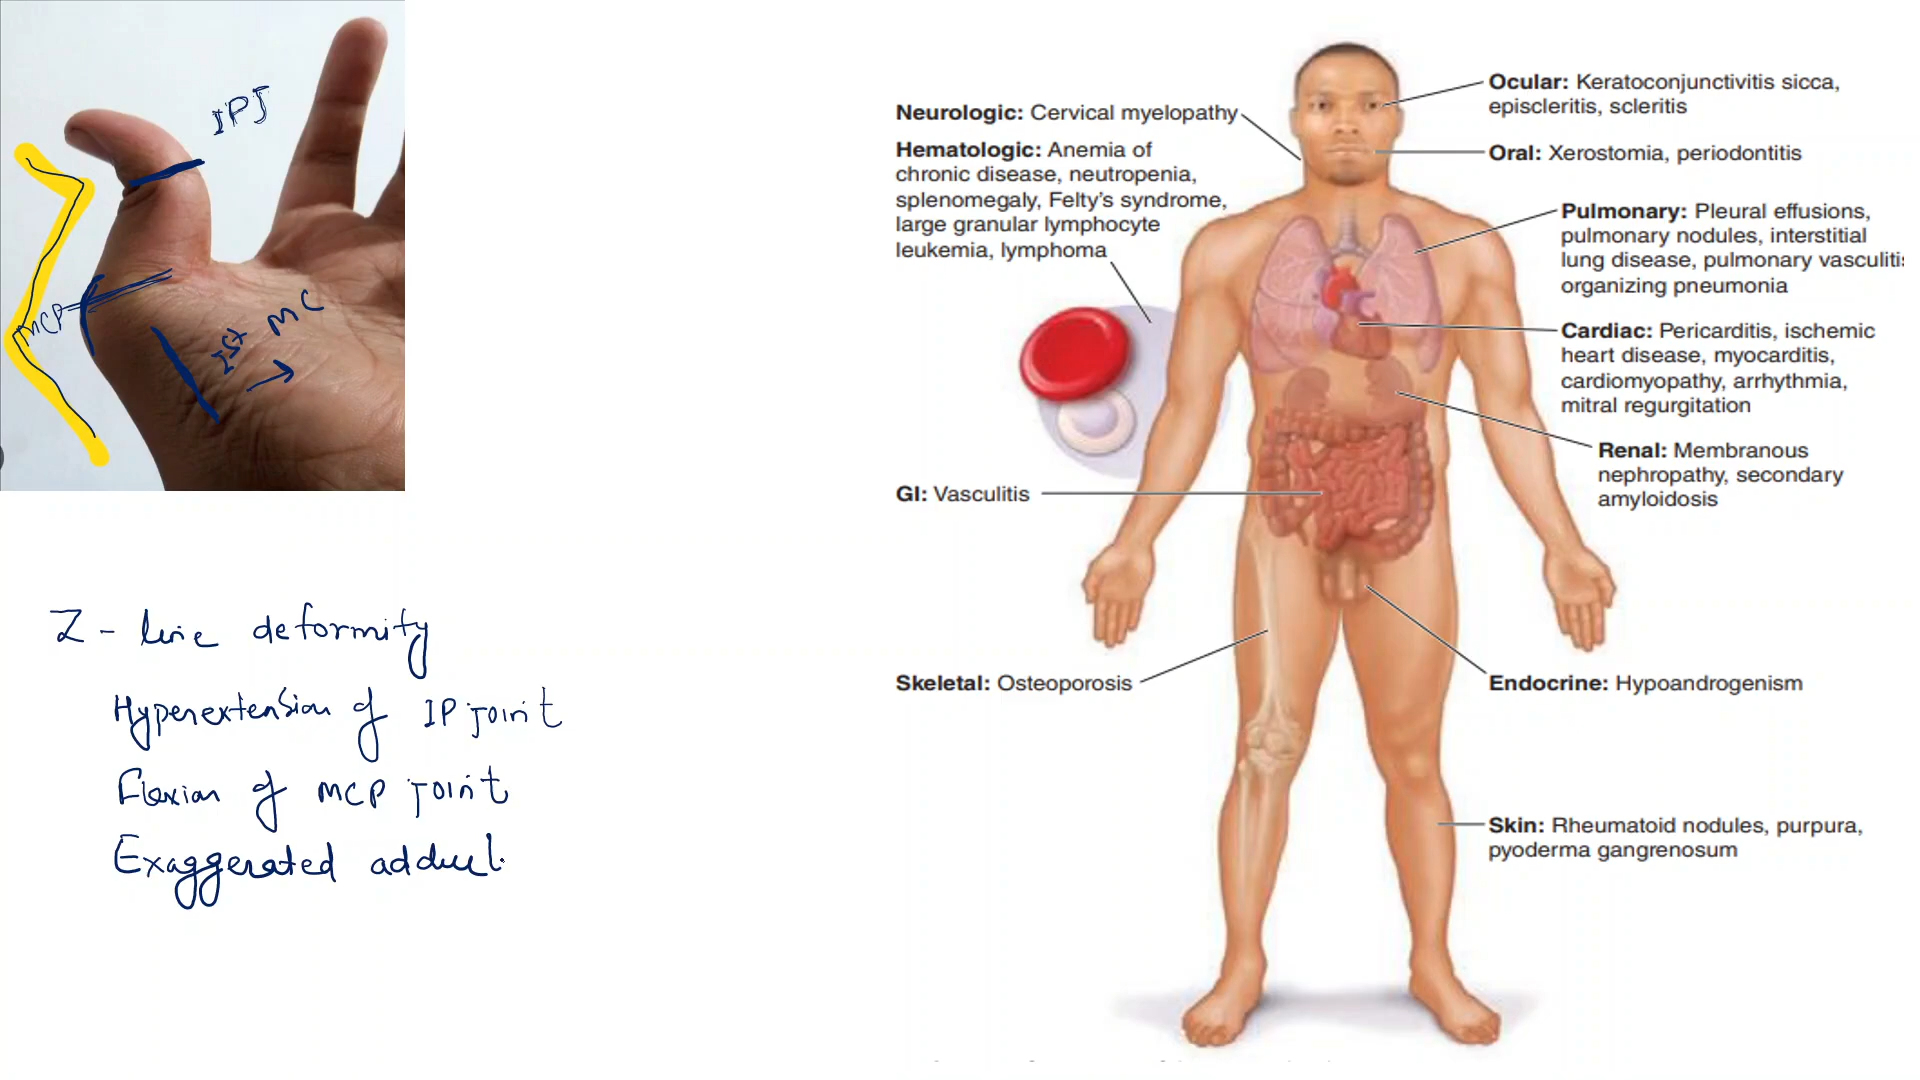 IPJ
MCP
1st MC
Z - line deformity
Hyperextension of IP joint
Flexion of MCP joint
Exaggerated adduct
Neurologic: Cervical myelopathy
Hematologic: Anemia of
chronic disease, neutropenia,
splenomegaly, Felty's syndrome,
large granular lymphocyte
leukemia, lymphoma
GI: Vasculitis
Skeletal: Osteoporosis
Ocular: Keratoconjunctivitis sicca,
episcleritis, scleritis
Oral: Xerostomia, periodontitis
Pulmonary: Pleural effusions,
pulmonary nodules, interstitial
lung disease, pulmonary vasculitis
organizing pneumonia
Cardiac: Pericarditis, ischemic
heart disease, myocarditis,
cardiomyopathy, arrhythmia,
mitral regurgitation
Renal: Membranous
nephropathy, secondary
amyloidosis
Endocrine: Hypoandrogenism
Skin: Rheumatoid nodules, purpura,
pyoderma gangrenosum